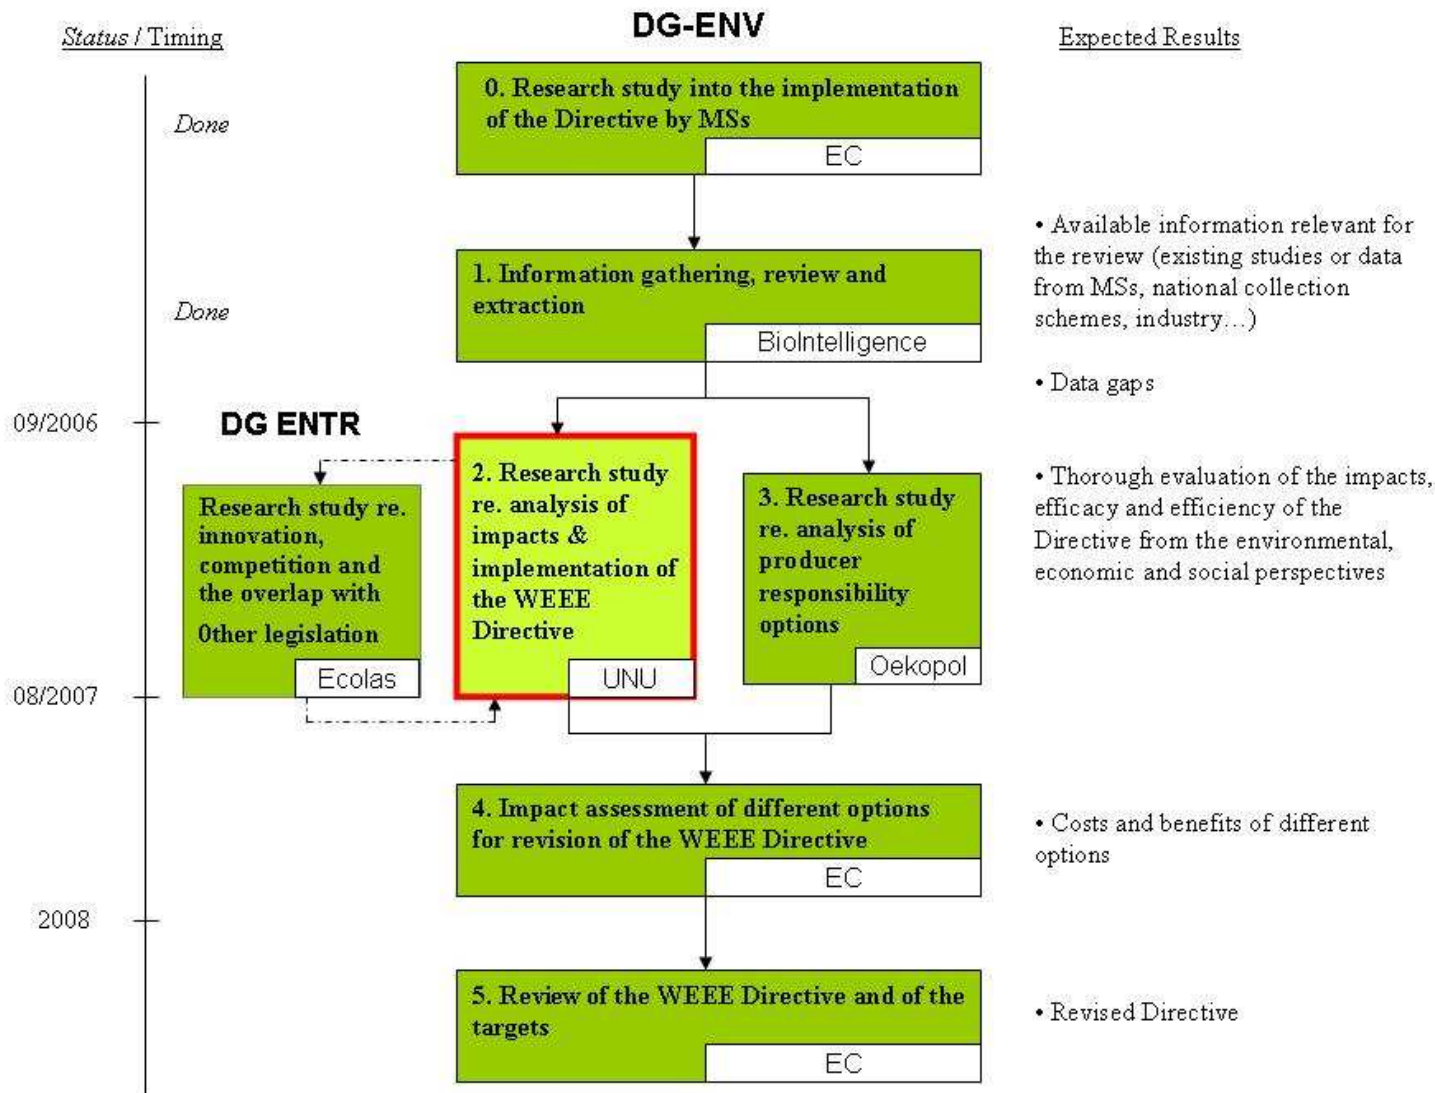 DG-ENV
Status / Timing
Expected Results
0. Research study into the implementation
of the Directive by MSs
EC
Done
1. Information gathering, review and
extraction
BioIntelligence
Done
• Available information relevant for
the review (existing studies or data
from MSs, national collection
schemes, industry...)
• Data gaps
09/2006
DG ENTR
Research study re.
innovation,
competition and
the overlap with
Other legislation
Ecolas
2. Research study
re. analysis of
impacts &
implementation of
the WEEE
Directive
UNU
3. Research study
re. analysis of
producer
responsibility
options
Oekopol
• Thorough evaluation of the impacts,
efficacy and efficiency of the
Directive from the environmental,
economic and social perspectives
08/2007
4. Impact assessment of different options
for revision of the WEEE Directive
EC
• Costs and benefits of different
options
2008
5. Review of the WEEE Directive and of the
targets
EC
• Revised Directive